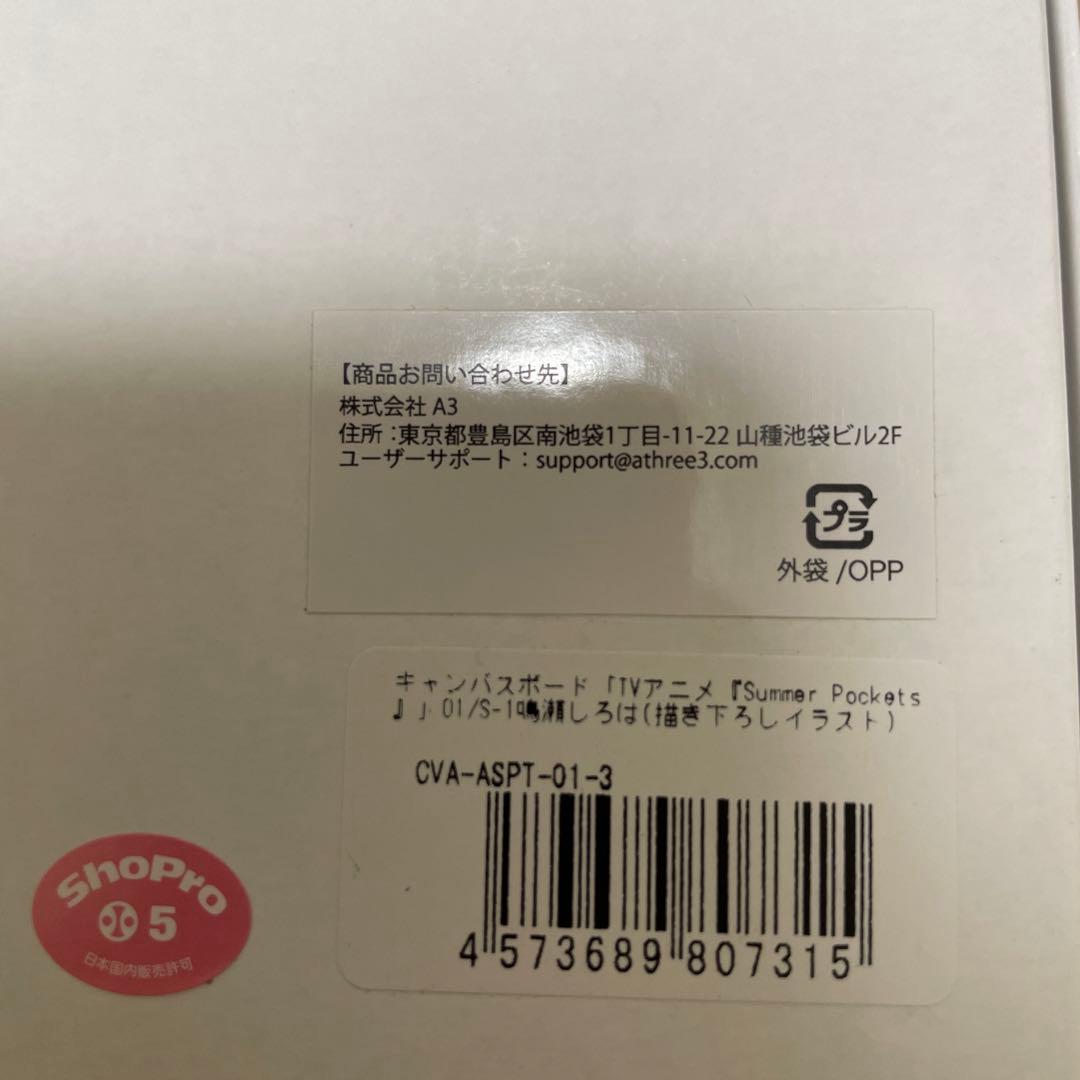 【商品お問い合わせ先】
株式会社 A3
住所：東京都豊島区南池袋1丁目-11-22 山種池袋ビル2F
ユーザーサポート：support@athree3.com
プラ
外袋 /OPP
キャンバスボード「TVアニメ『Summer Pockets
』」01/S-1鳴瀬しろは(描き下ろしイラスト)
CVA-ASPT-01-3
4 573689 807315
ShoPro
5
日本国内販売許可